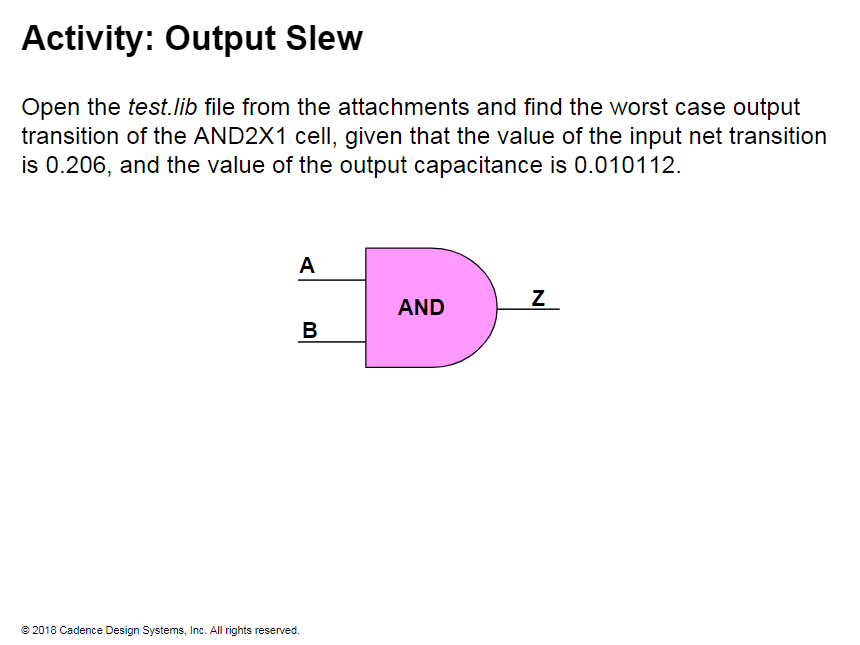 Activity: Output Slew
Open the test.lib file from the attachments and find the worst case output
transition of the AND2X1 cell, given that the value of the input net transition
is 0.206, and the value of the output capacitance is 0.010112.
A
AND
Z
B
© 2018 Cadence Design Systems, Inc. All rights reserved.